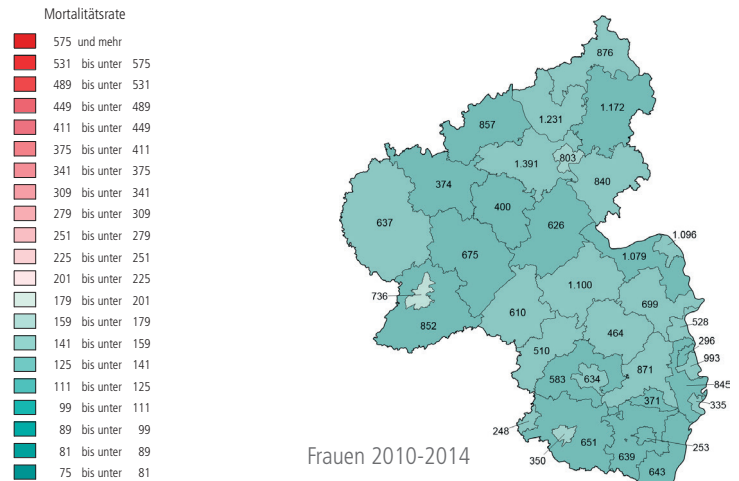 Mortalitätsrate
575 und mehr
531 bis unter 575
489 bis unter 531
449 bis unter 489
411 bis unter 449
375 bis unter 411
341 bis unter 375
309 bis unter 341
279 bis unter 309
251 bis unter 279
225 bis unter 251
201 bis unter 225
179 bis unter 201
159 bis unter 179
141 bis unter 159
125 bis unter 141
111 bis unter 125
99 bis unter 111
89 bis unter 99
81 bis unter 89
75 bis unter 81
876
1.172
1.231
857
1.391
803
840
374
400
637
626
675
1.096
1.079
736
852
1.100
699
610
464
528
296
510
993
871
583
634
845
371
335
248
651
350
253
639
643
Frauen 2010-2014